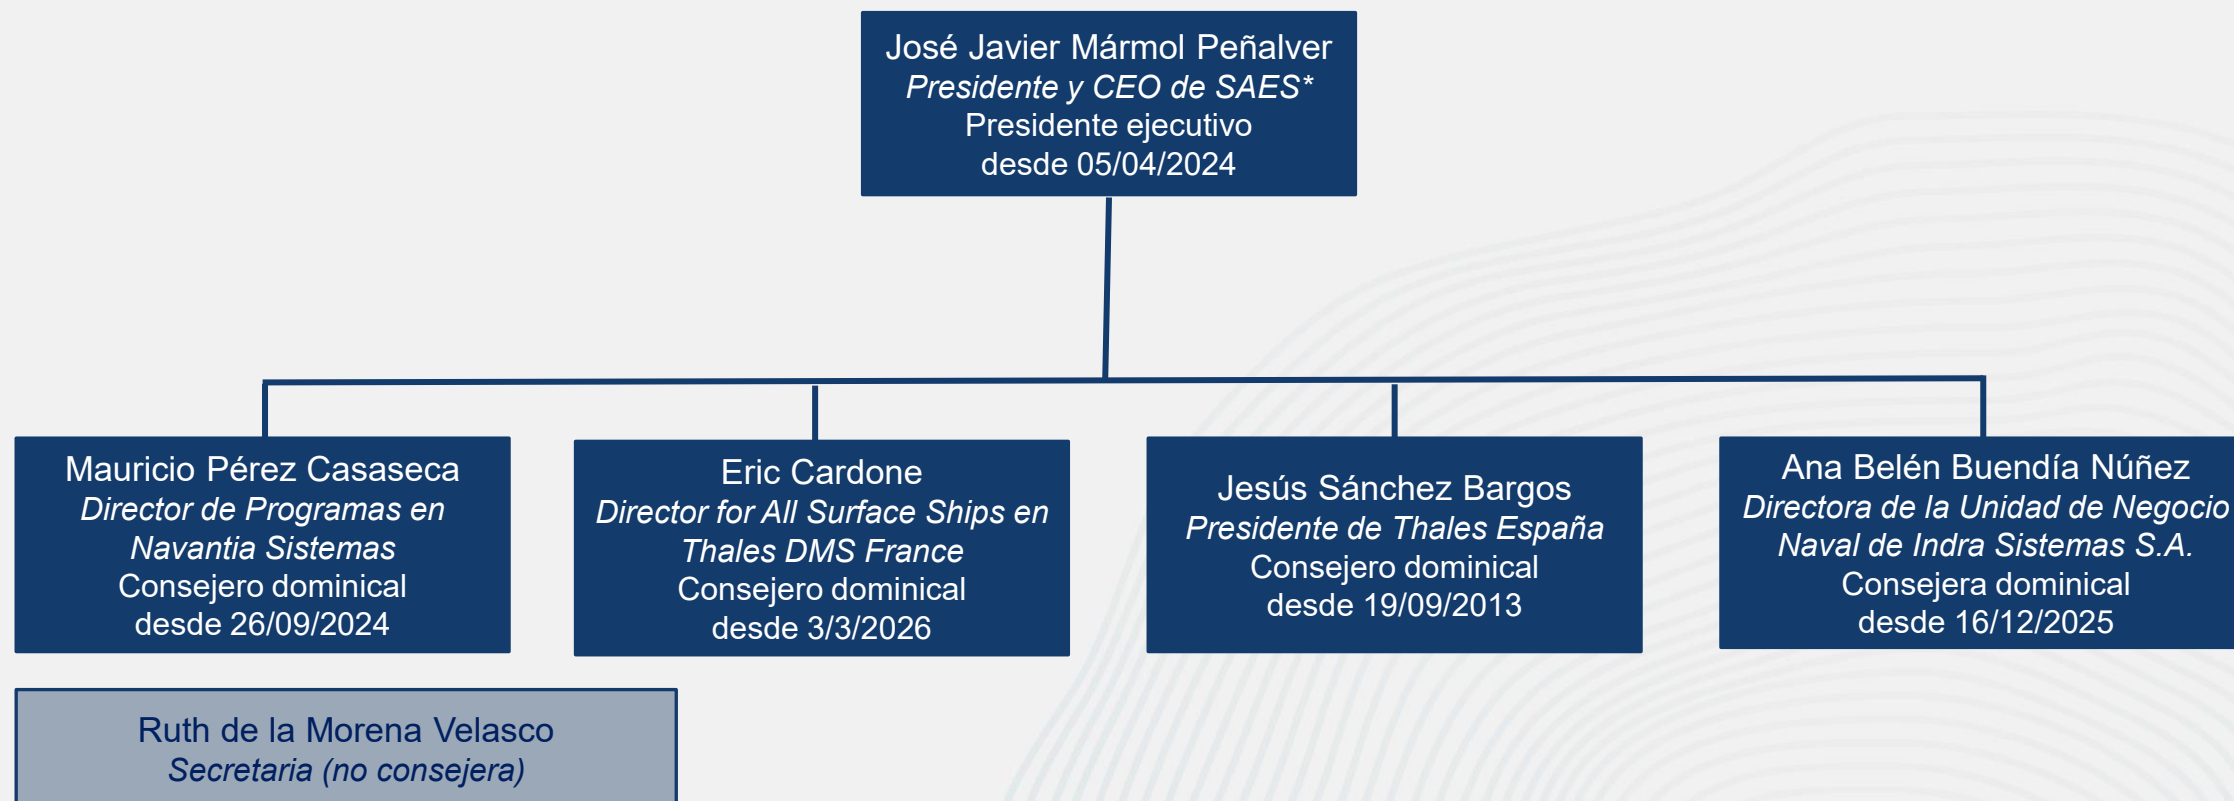 José Javier Mármol Peñalver
Presidente y CEO de SAES*
Presidente ejecutivo
desde 05/04/2024
Mauricio Pérez Casaseca
Director de Programas en
Navantia Sistemas
Consejero dominical
desde 26/09/2024
Eric Cardone
Director for All Surface Ships en
Thales DMS France
Consejero dominical
desde 3/3/2026
Jesús Sánchez Bargos
Presidente de Thales España
Consejero dominical
desde 19/09/2013
Ana Belén Buendía Núñez
Directora de la Unidad de Negocio
Naval de Indra Sistemas S.A.
Consejera dominical
desde 16/12/2025
Ruth de la Morena Velasco
Secretaria (no consejera)